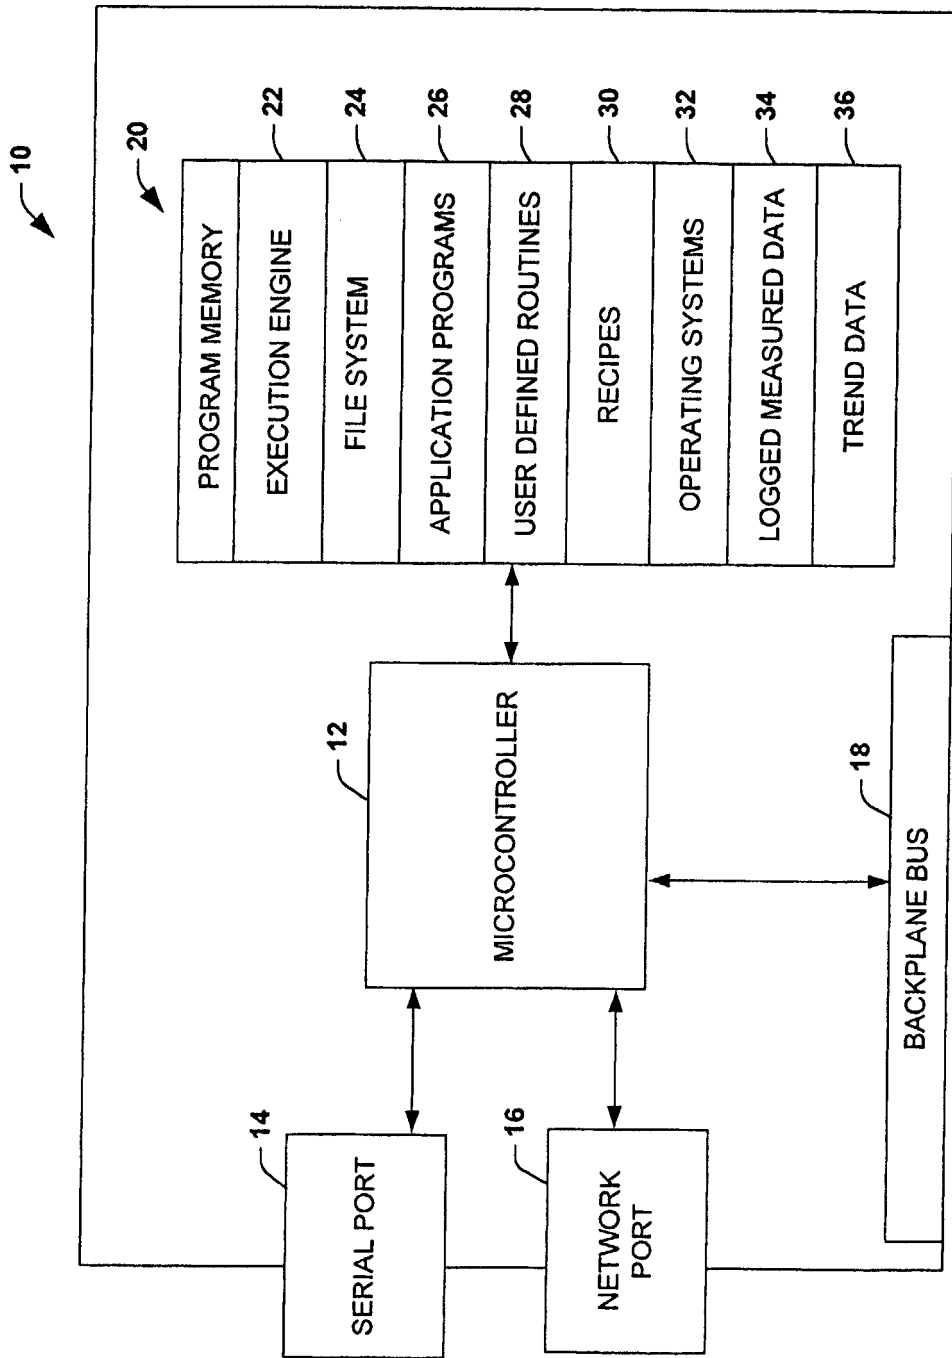 10
20
PROGRAM MEMORY
EXECUTION ENGINE
22
FILE SYSTEM
24
APPLICATION PROGRAMS
26
USER DEFINED ROUTINES
28
RECIPES
30
OPERATING SYSTEMS
32
LOGGED MEASURED DATA
34
TREND DATA
36
12
MICROCONTROLLER
14
SERIAL PORT
16
NETWORK
PORT
18
BACKPLANE BUS